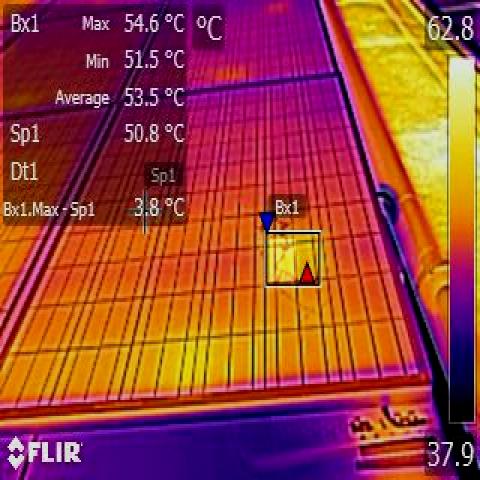 Bx1 Max 54.6 °C °C 62.8
Min 51.5 °C
Average 53.5 °C
Sp1 50.8 °C
Dt1
Sp1
Bx1.Max - Sp1 3.8 °C
Bx1
FLIR
37.9